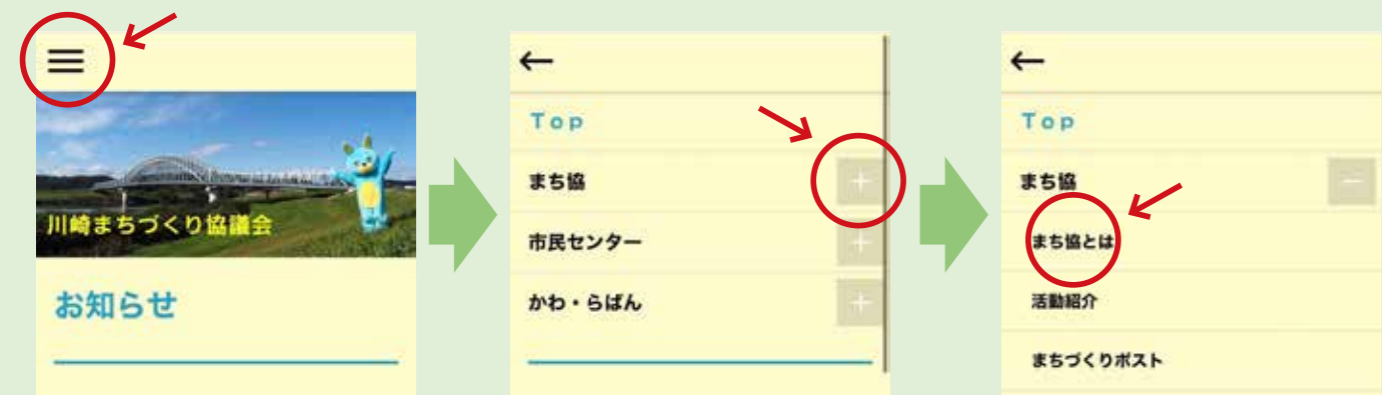 川崎まちづくり協議会
お知らせ
Top
まち協
市民センター
かわ・らばん
Top
まち協
まち協とは
活動紹介
まちづくりポスト